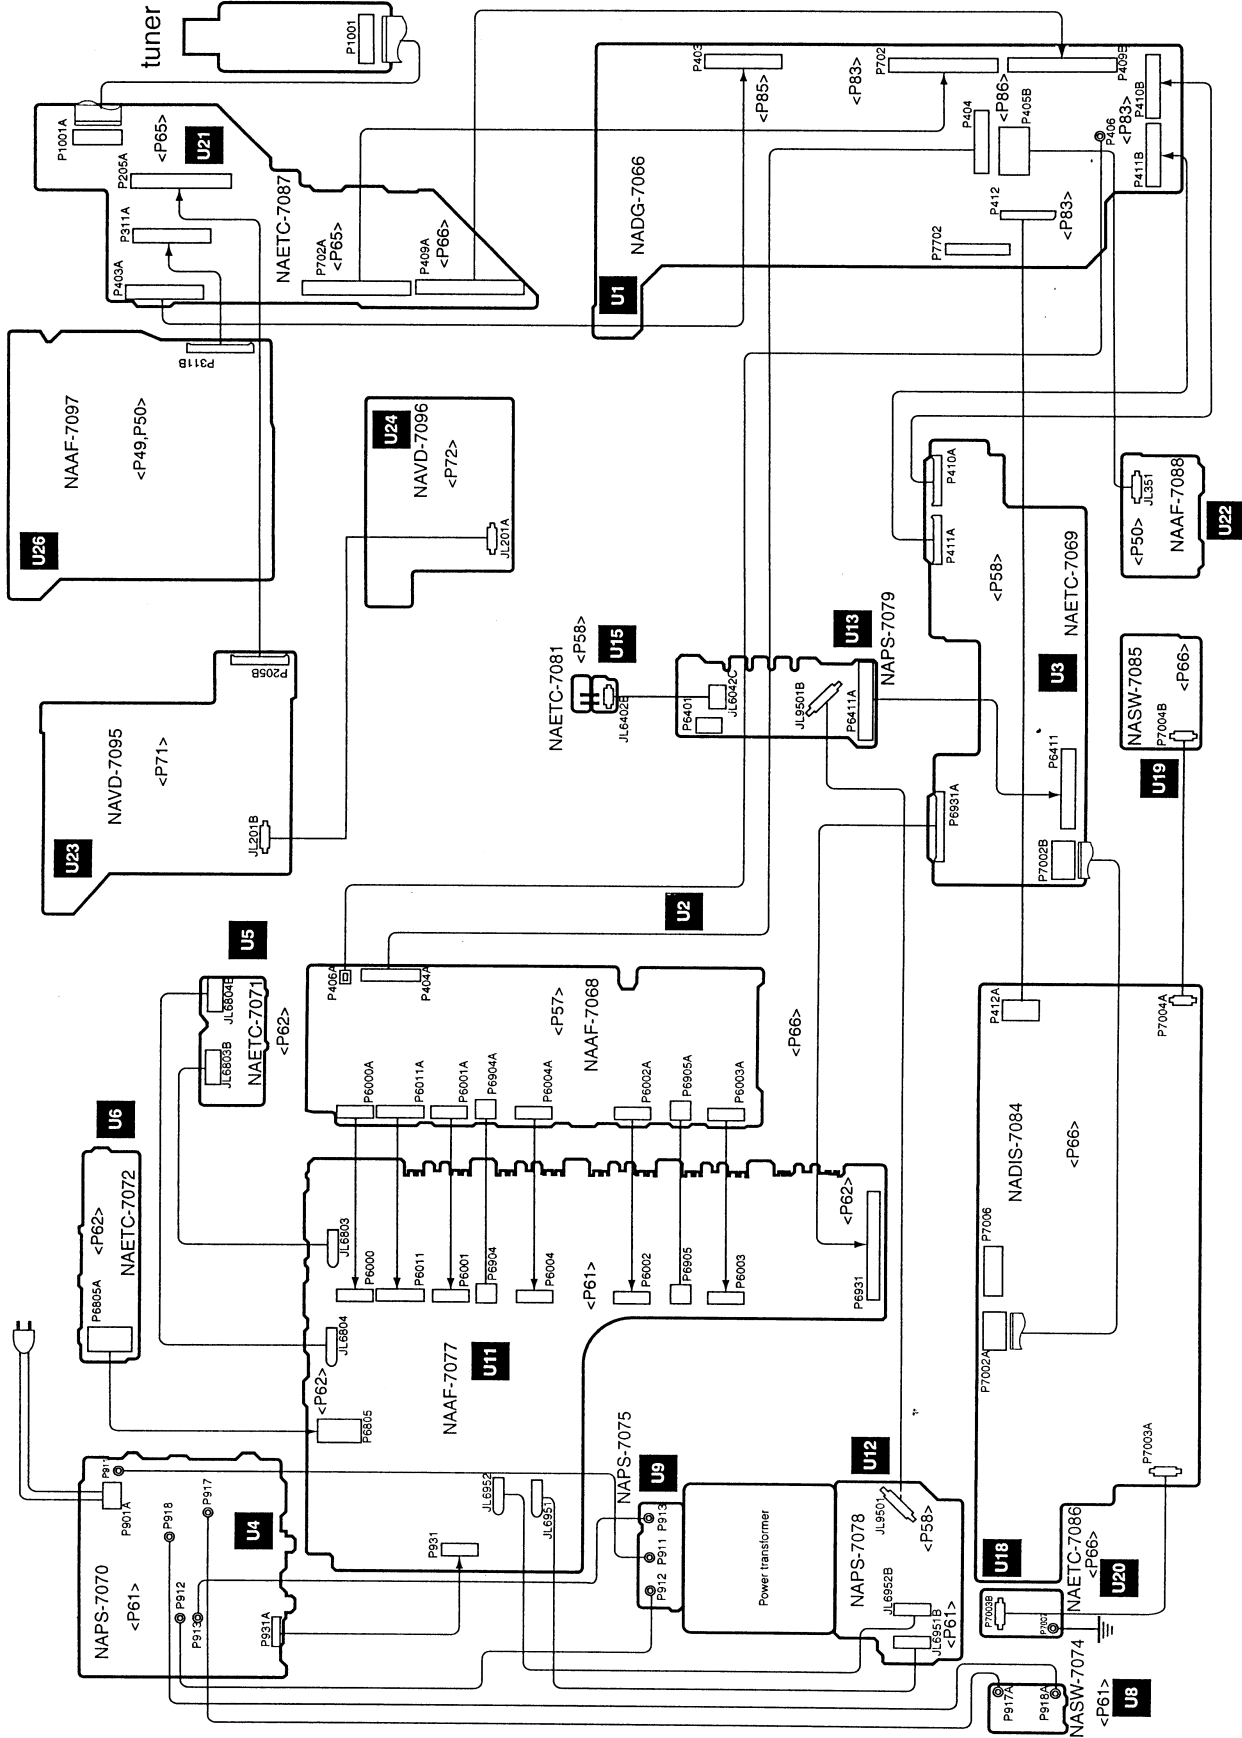 tuner
P1001
P1001A
<P65>
U21
P205A
P311A
P403A
NAETC-7087
P702A
<P65>
P409A
<P66>
P403
<P85>
<P83>
P702
<P86>
P409B
P404
P405B
P406
<P83>
P410B
P411B
P412
<P83>
P7702
NADG-7066
U1
NAAF-7097
<P49,P50>
P311B
U26
U24
NAVD-7096
<P72>
JL201A
NAVD-7095
<P71>
P205B
JL201B
U23
NAETC-7081
<P58>
U15
JL6402B
P6401
JL6042C
JL9501B
P6411A
U13
NAPS-7079
P410A
P411A
<P58>
NAETC-7069
U3
P6411
P6931A
P7002B
<P50>
JL351
NAAF-7088
U22
NASW-7085
<P66>
P7004B
U19
U5
JL6804B
JL6803B
NAETC-7071
<P62>
U2
P406A
P404A
<P57>
NAAF-7068
P6000A
P6011A
P6001A
P6904A
P6004A
P6002A
P6905A
P6003A
<P66>
U6
<P62>
NAETC-7072
P6805A
JL6803
JL6804
P6000
P6011
P6001
P6904
P6004
<P61>
P6002
P6905
P6003
<P62>
P6931
<P62>
P6805
NAAF-7077
U11
JL6952
JL6951
P931
P412A
P7004A
NADIS-7084
<P66>
P7006
P7002A
P7003A
U18
NAPS-7070
<P61>
P901A
P918
P917
U4
P912
P913
P931A
NAPS-7075
U9
P913
P911
P912
Power transformer
U12
NAPS-7078
JL9501
<P58>
JL6952B
JL6951B
<P61>
P7003B
P7007
NAETC-7086
<P66>
U20
P917A
P918A
NASW-7074
<P61>
U8